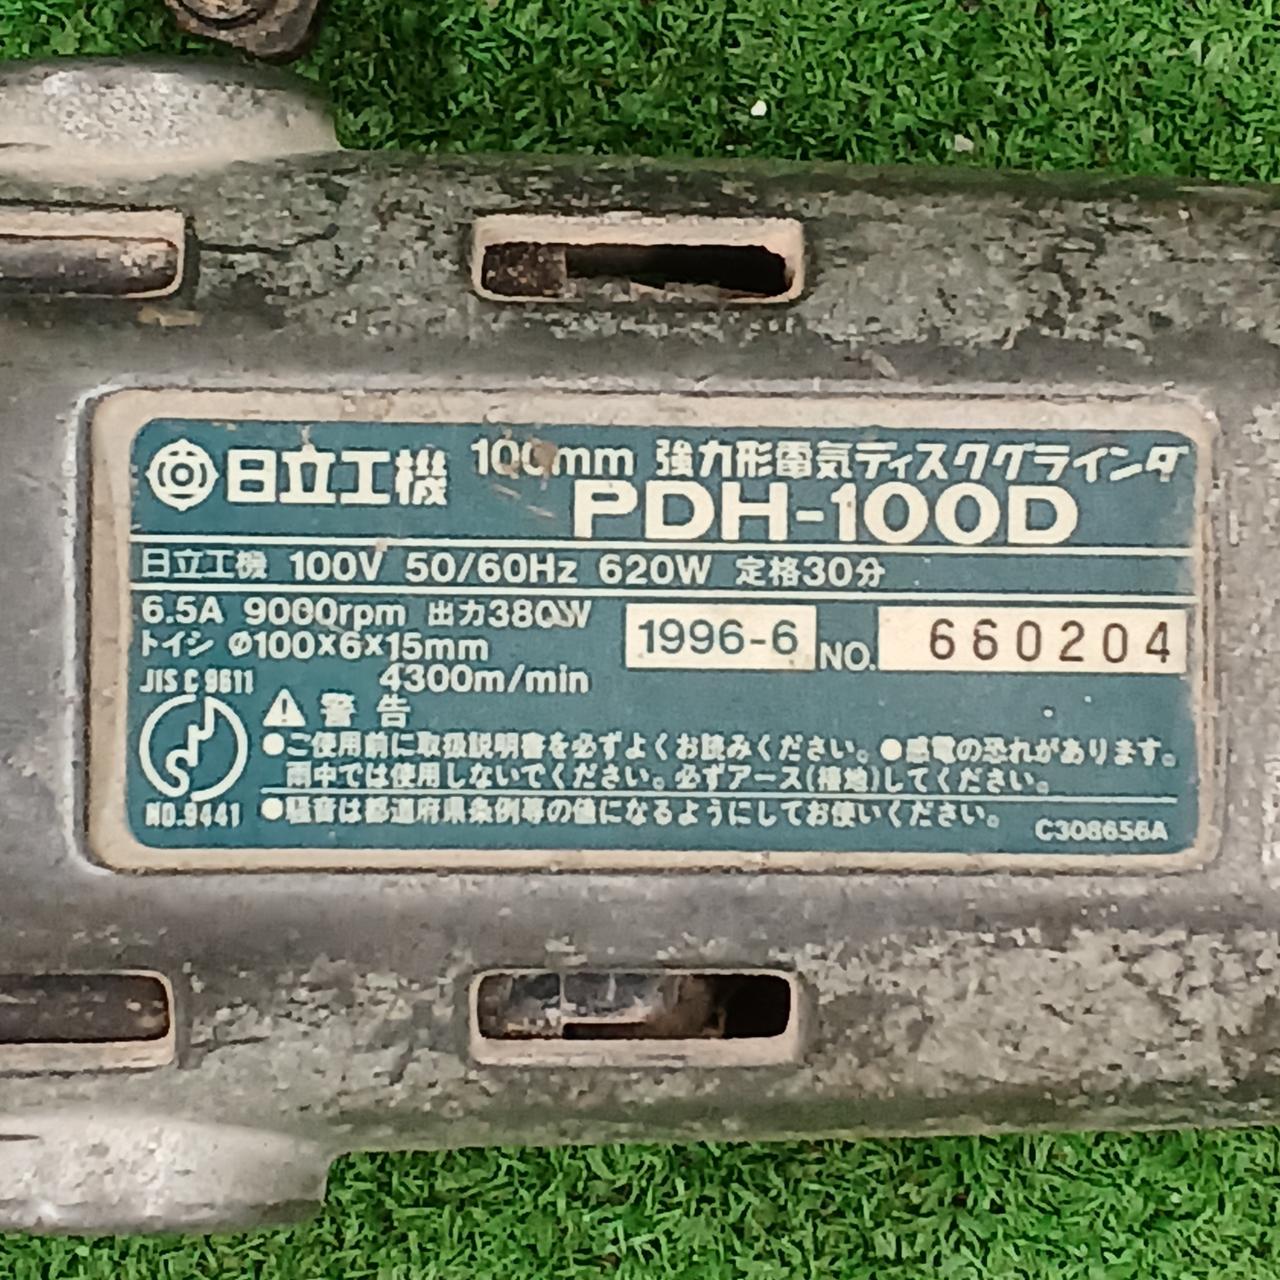 日立工機 100mm 強力形電気ディスクグラインダ
PDH-100D
日立工機 100V 50/60Hz 620W 定格30分
6.5A 9000rpm 出力380W
トイシ Ø100×6×15mm
4300m/min
1996-6 NO. 660204
JIS C 9611
NO.9441
警告
●ご使用前に取扱説明書を必ずよくお読みください。●感電の恐れがあります。
雨中では使用しないでください。必ずアース(接地)してください。
●騒音は都道府県条例等の値になるようにしてお使いください。
C308656A